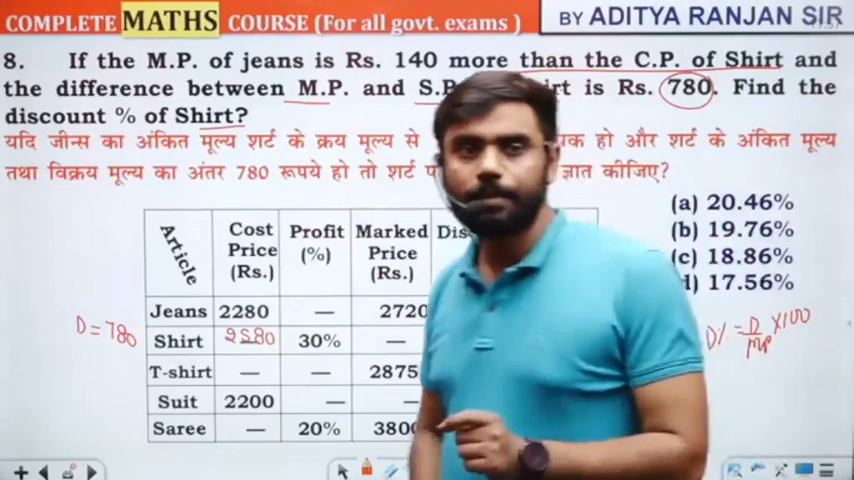 COMPLETE MATHS COURSE (For all govt. exams)
BY ADITYA RANJAN SIR
8. If the M.P. of jeans is Rs. 140 more than the C.P. of Shirt and
the difference between M.P. and S.P. is Rs. 780. Find the
discount % of Shirt?
यदि जीन्स का अंकित मूल्य शर्ट के क्रय मूल्य से हो और शर्ट के अंकित मूल्य
तथा विक्रय मूल्य का अंतर 780 रूपये हो तो शर्ट ज्ञात कीजिए?
(a) 20.46%
(b) 19.76%
(c) 18.86%
d) 17.56%
Article Cost Price (Rs.) Profit (%) Marked Price (Rs.)
Jeans 2280 — 2720
Shirt 2580 30% —
T-shirt — — 2875
Suit 2200 — —
Saree — 20% 3800
D = 780
D% = D/MP ×100